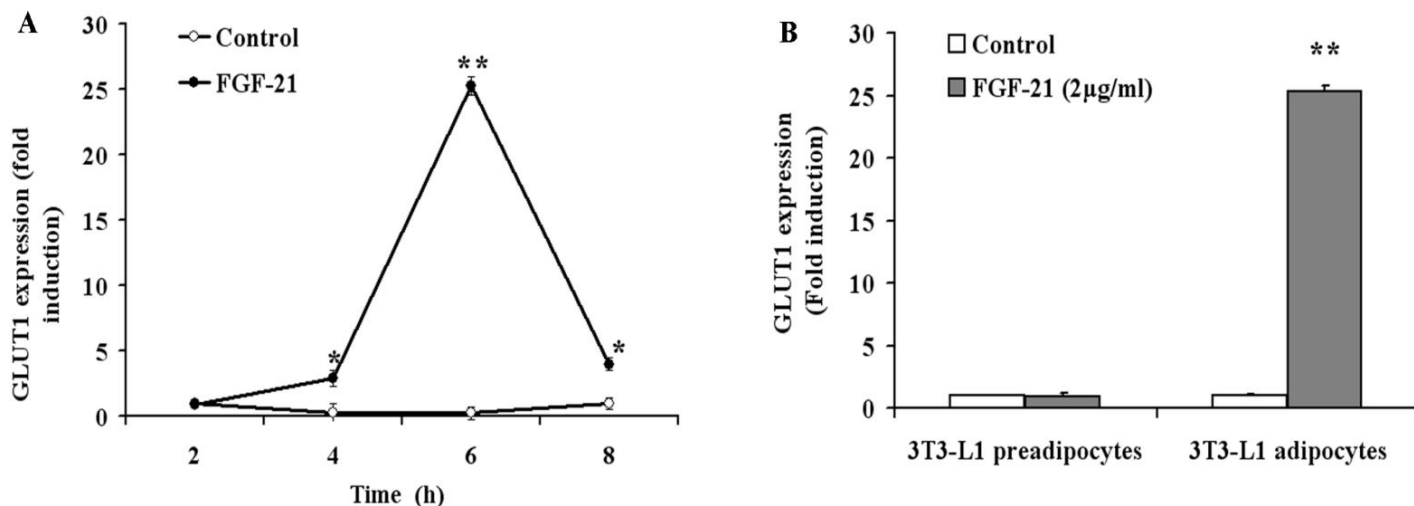 A
GLUT1 expression (fold
induction)
30
25
20
15
10
5
0
Control
FGF-21
*
**
*
2 4 6 8
Time (h)
B
GLUT1 expression
(Fold induction)
30
25
20
15
10
5
0
Control
FGF-21 (2µg/ml)
**
3T3-L1 preadipocytes 3T3-L1 adipocytes